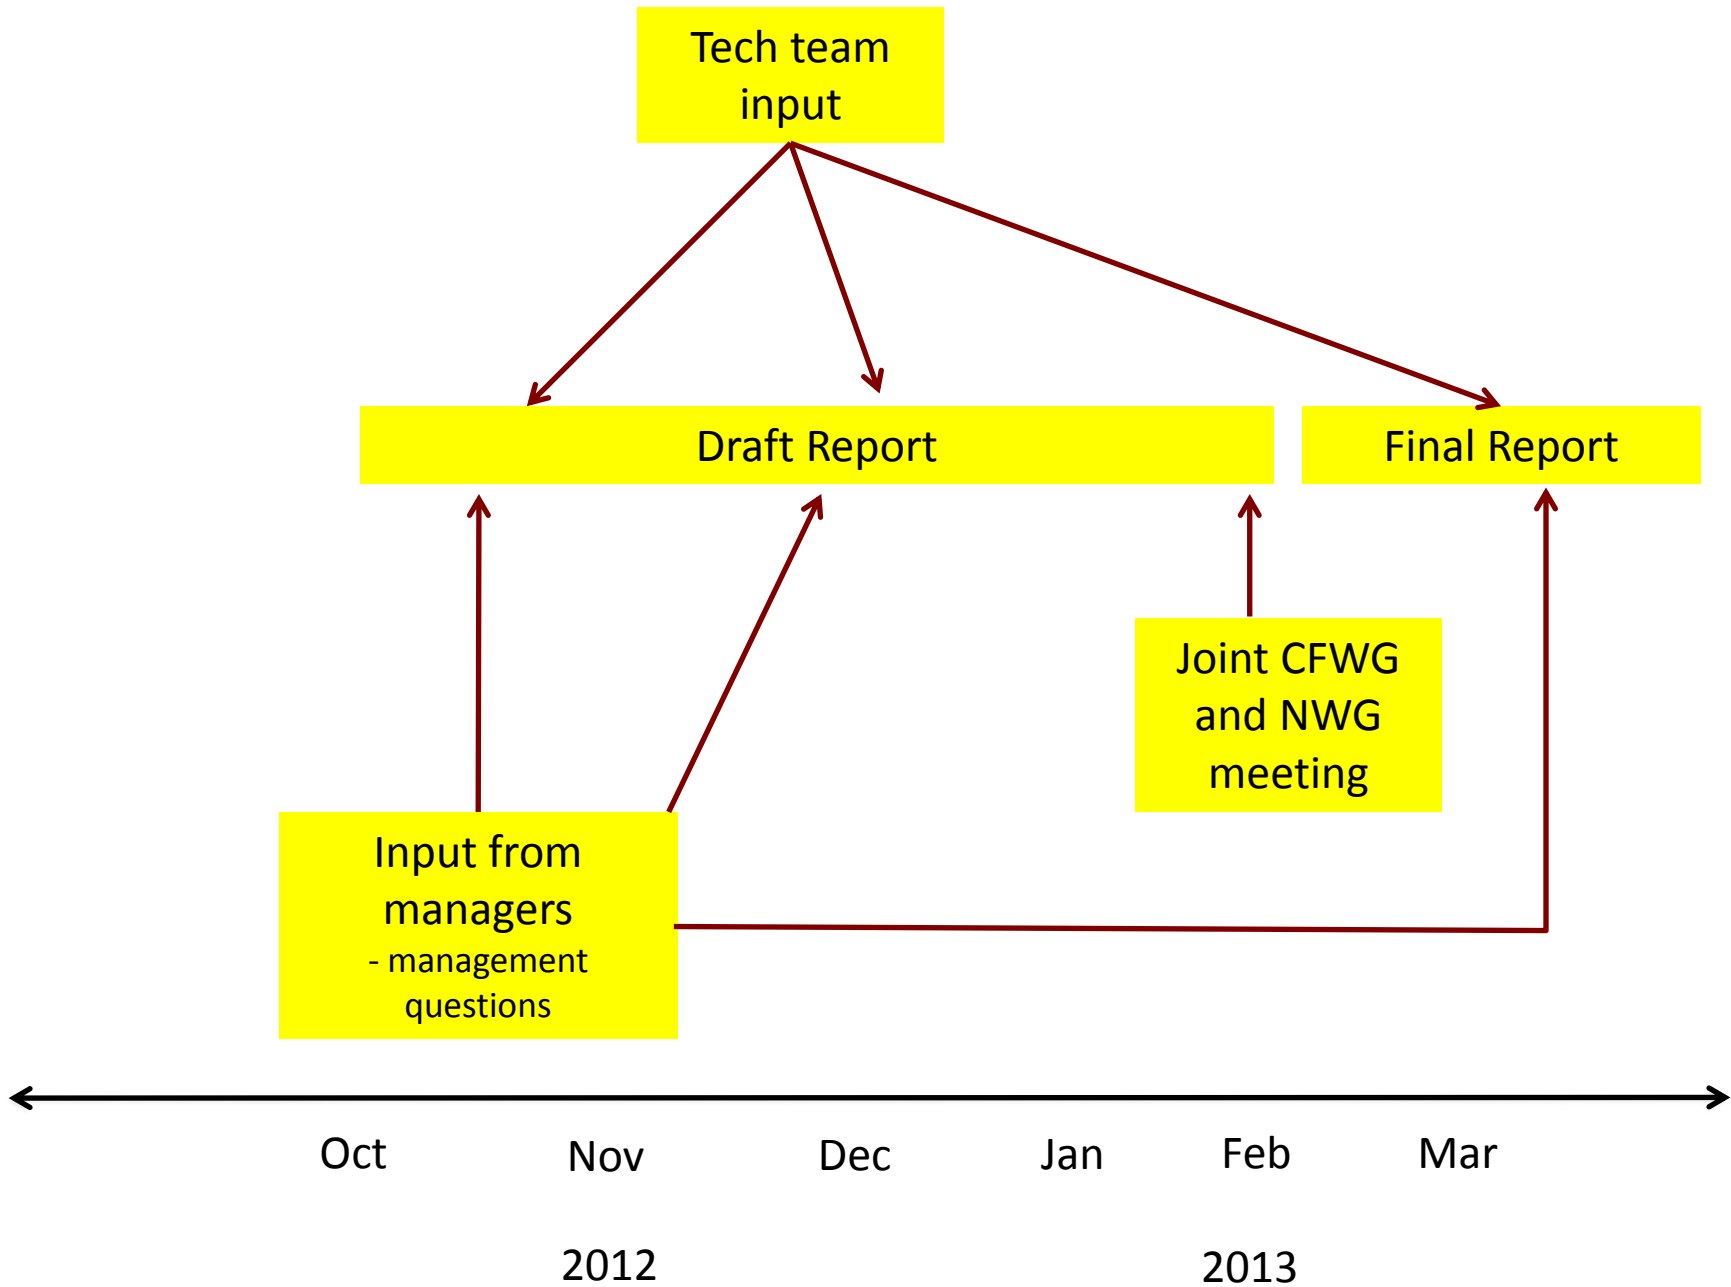 Tech team
input
Draft Report
Final Report
Joint CFWG
and NWG
meeting
Input from
managers
- management
questions
Oct
Nov
Dec
Jan
Feb
Mar
2012
2013